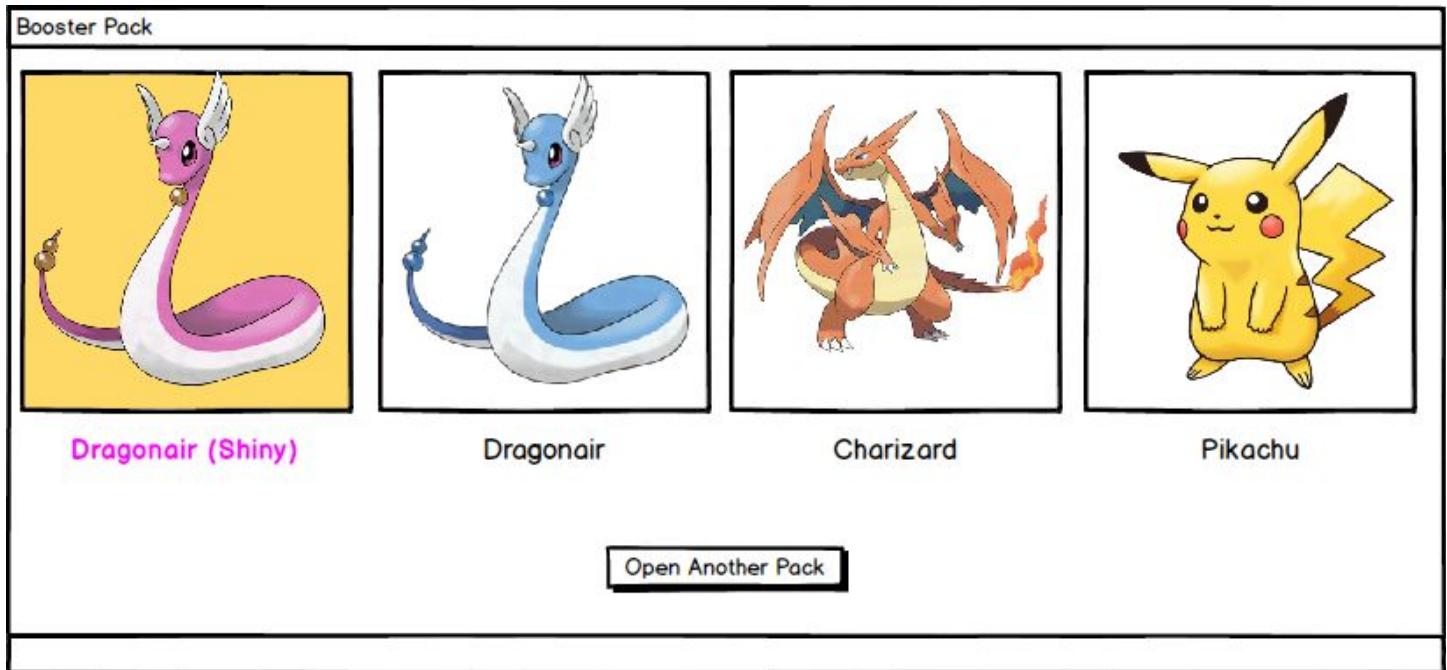 Booster Pack
Dragonair (Shiny)
Dragonair
Charizard
Pikachu
Open Another Pack